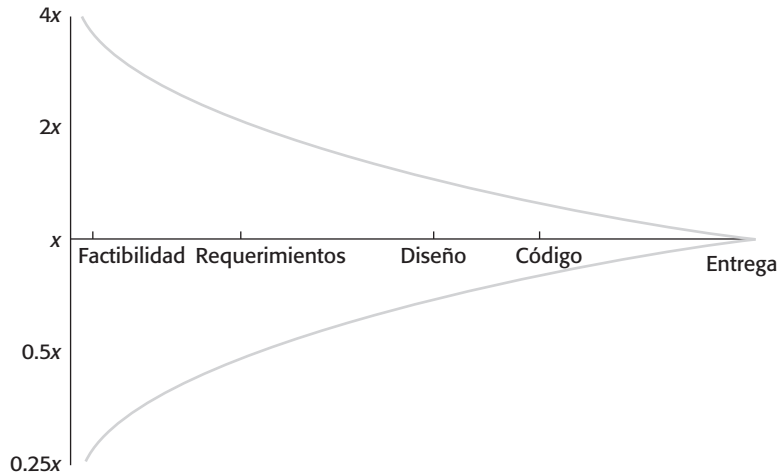 4x
2x
x
Factibilidad Requerimientos Diseño Código Entrega
0.5x
0.25x